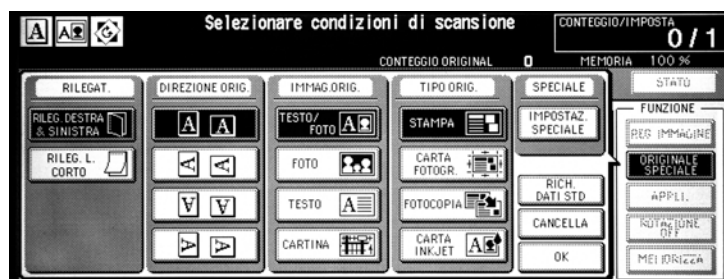 Selezionare condizioni di scansione
CONTEGGIO/IMPOSTA
0/1
CONTEGGIO ORIGINAL 0 MEMORIA 100 %
RILEGAT.
RILEG. DESTRA
& SINISTRA
RILEG. L.
CORTO
DIREZIONE ORIG.
IMMAG.ORIG.
TESTO/
FOTO
FOTO
TESTO
CARTINA
TIPO ORIG.
STAMPA
CARTA
FOTOGR.
FOTOCOPIA
CARTA
INKJET
SPECIALE
IMPOSTAZ.
SPECIALE
RICH.
DATI STD
CANCELLA
OK
STATO
FUNZIONE
REG IMMAGINE
ORIGINALE
SPECIALE
APPLI.
ROTAZIONE
OFF
MEMORIZZA